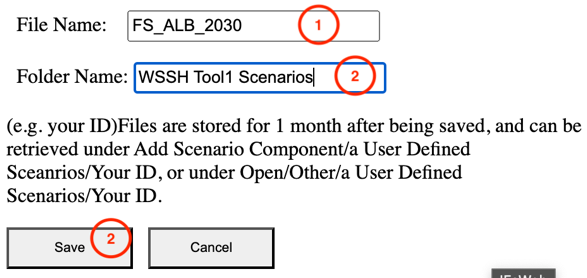 File Name: FS_ALB_2030 1
Folder Name: WSSH Tool1 Scenarios 2
(e.g. your ID)Files are stored for 1 month after being saved, and can be
retrieved under Add Scenario Component/a User Defined
Sceanrios/Your ID, or under Open/Other/a User Defined
Scenarios/Your ID.
Save 2 Cancel